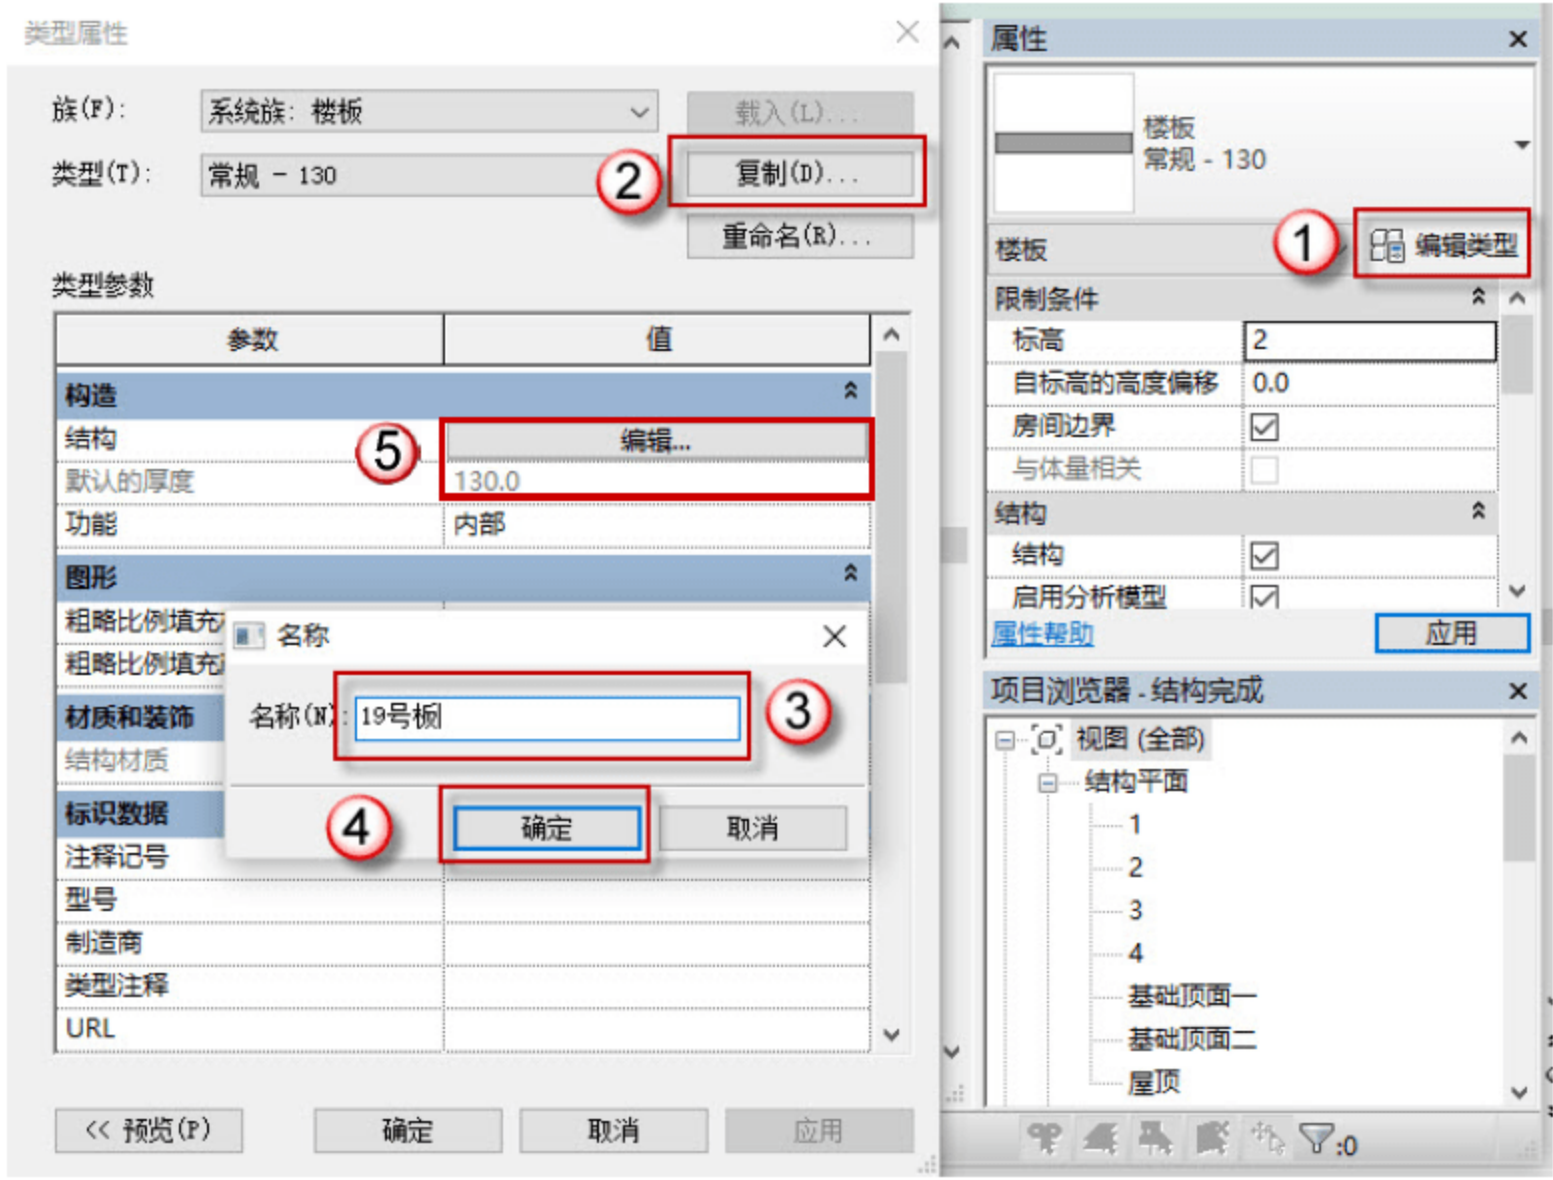 类型属性
族(F):
系统族: 楼板
载入(L)...
类型(T):
常规 - 130
②
复制(D)...
重命名(R)...
类型参数
参数
值
构造
结构
⑤
编辑...
默认的厚度
130.0
功能
内部
图形
粗略比例填充
粗略比例填充
材质和装饰
结构材质
标识数据
注释记号
型号
制造商
类型注释
URL
名称
名称(N):
19号板
③
④
确定
取消
<< 预览(P)
确定
取消
应用
属性
楼板
常规 - 130
楼板
①
编辑类型
限制条件
标高
2
自标高的高度偏移
0.0
房间边界
与体量相关
结构
结构
启用分析模型
属性帮助
应用
项目浏览器 - 结构完成
视图 (全部)
结构平面
1
2
3
4
基础顶面一
基础顶面二
屋顶
:0